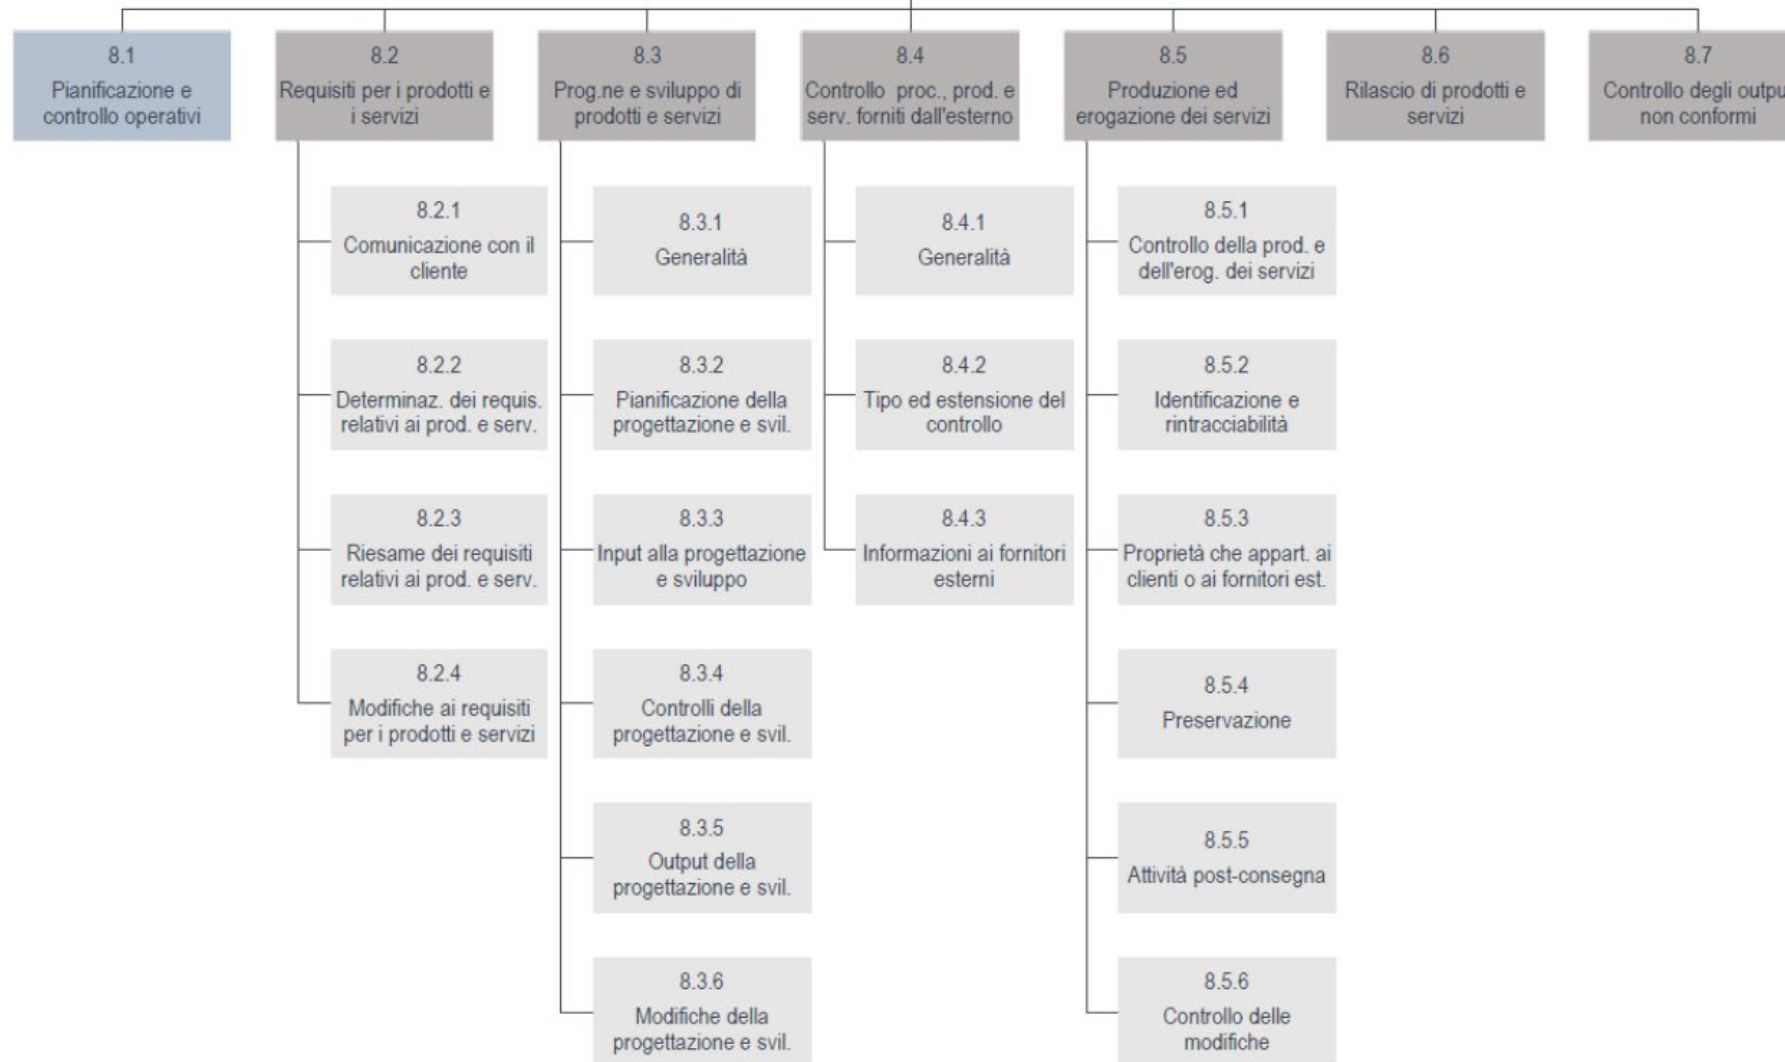 8.1
Pianificazione e
controllo operativi
8.2
Requisiti per i prodotti e
i servizi
8.3
Prog.ne e sviluppo di
prodotti e servizi
8.4
Controllo proc., prod. e
serv. forniti dall'esterno
8.5
Produzione ed
erogazione dei servizi
8.6
Rilascio di prodotti e
servizi
8.7
Controllo degli outpu
non conformi
8.2.1
Comunicazione con il
cliente
8.2.2
Determinaz. dei requis.
relativi ai prod. e serv.
8.2.3
Riesame dei requisiti
relativi ai prod. e serv.
8.2.4
Modifiche ai requisiti
per i prodotti e servizi
8.3.1
Generalità
8.3.2
Pianificazione della
progettazione e svil.
8.3.3
Input alla progettazione
e sviluppo
8.3.4
Controlli della
progettazione e svil.
8.3.5
Output della
progettazione e svil.
8.3.6
Modifiche della
progettazione e svil.
8.4.1
Generalità
8.4.2
Tipo ed estensione del
controllo
8.4.3
Informazioni ai fornitori
esterni
8.5.1
Controllo della prod. e
dell'erog. dei servizi
8.5.2
Identificazione e
rintracciabilità
8.5.3
Proprietà che appart. ai
clienti o ai fornitori est.
8.5.4
Preservazione
8.5.5
Attività post-consegna
8.5.6
Controllo delle
modifiche